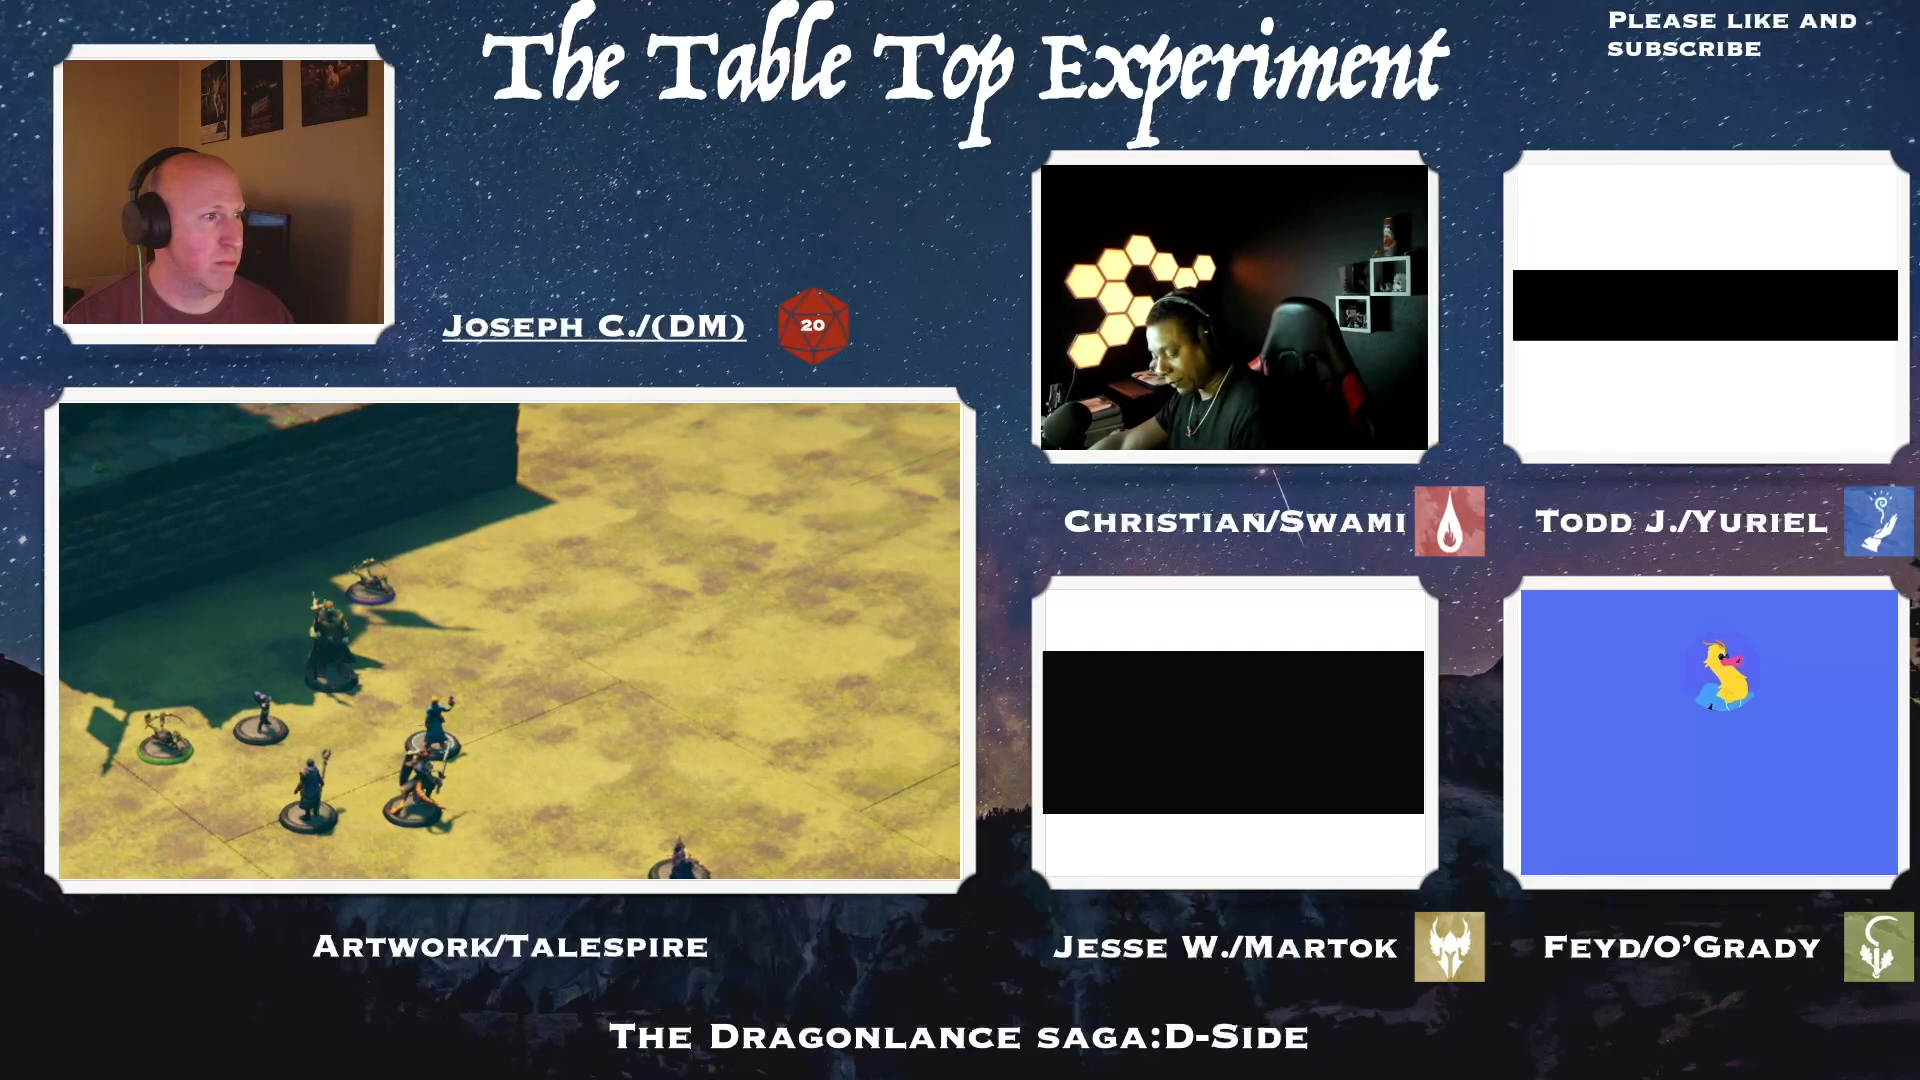 The Table Top Experiment
Please like and
subscribe
Joseph C./(DM)
20
Christian/Swami
Todd J./Yuriel
Artwork/Talespire
Jesse W./Martok
Feyd/O'Grady
The Dragonlance saga:D-Side